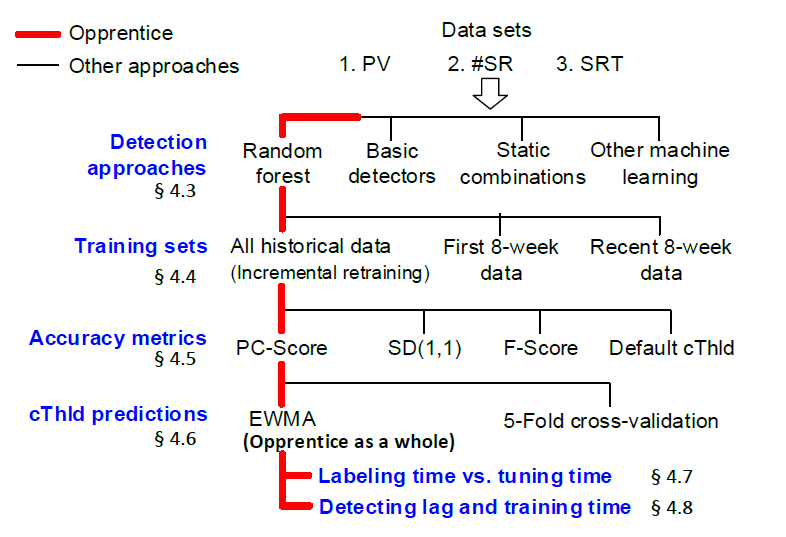 Opprentice
Other approaches
Data sets
1. PV 2. #SR 3. SRT
Detection approaches
§ 4.3
Random forest
Basic detectors
Static combinations
Other machine learning
Training sets
§ 4.4
All historical data
(Incremental retraining)
First 8-week data
Recent 8-week data
Accuracy metrics
§ 4.5
PC-Score
SD(1,1)
F-Score
Default cThld
cThld predictions
§ 4.6
EWMA
(Opprentice as a whole)
5-Fold cross-validation
Labeling time vs. tuning time § 4.7
Detecting lag and training time § 4.8